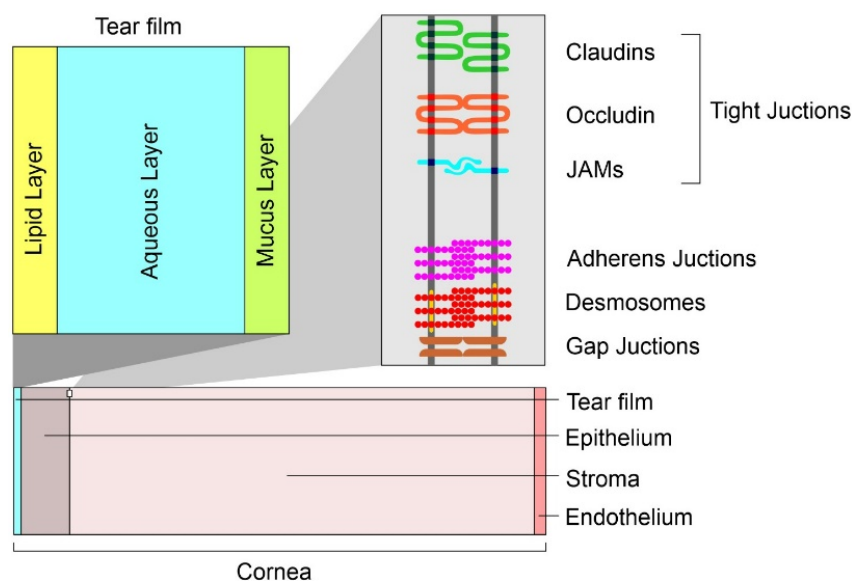 Tear film
Lipid Layer
Aqueous Layer
Mucus Layer
Claudins
Occludin
JAMs
Tight Juctions
Adherens Juctions
Desmosomes
Gap Juctions
Tear film
Epithelium
Stroma
Endothelium
Cornea